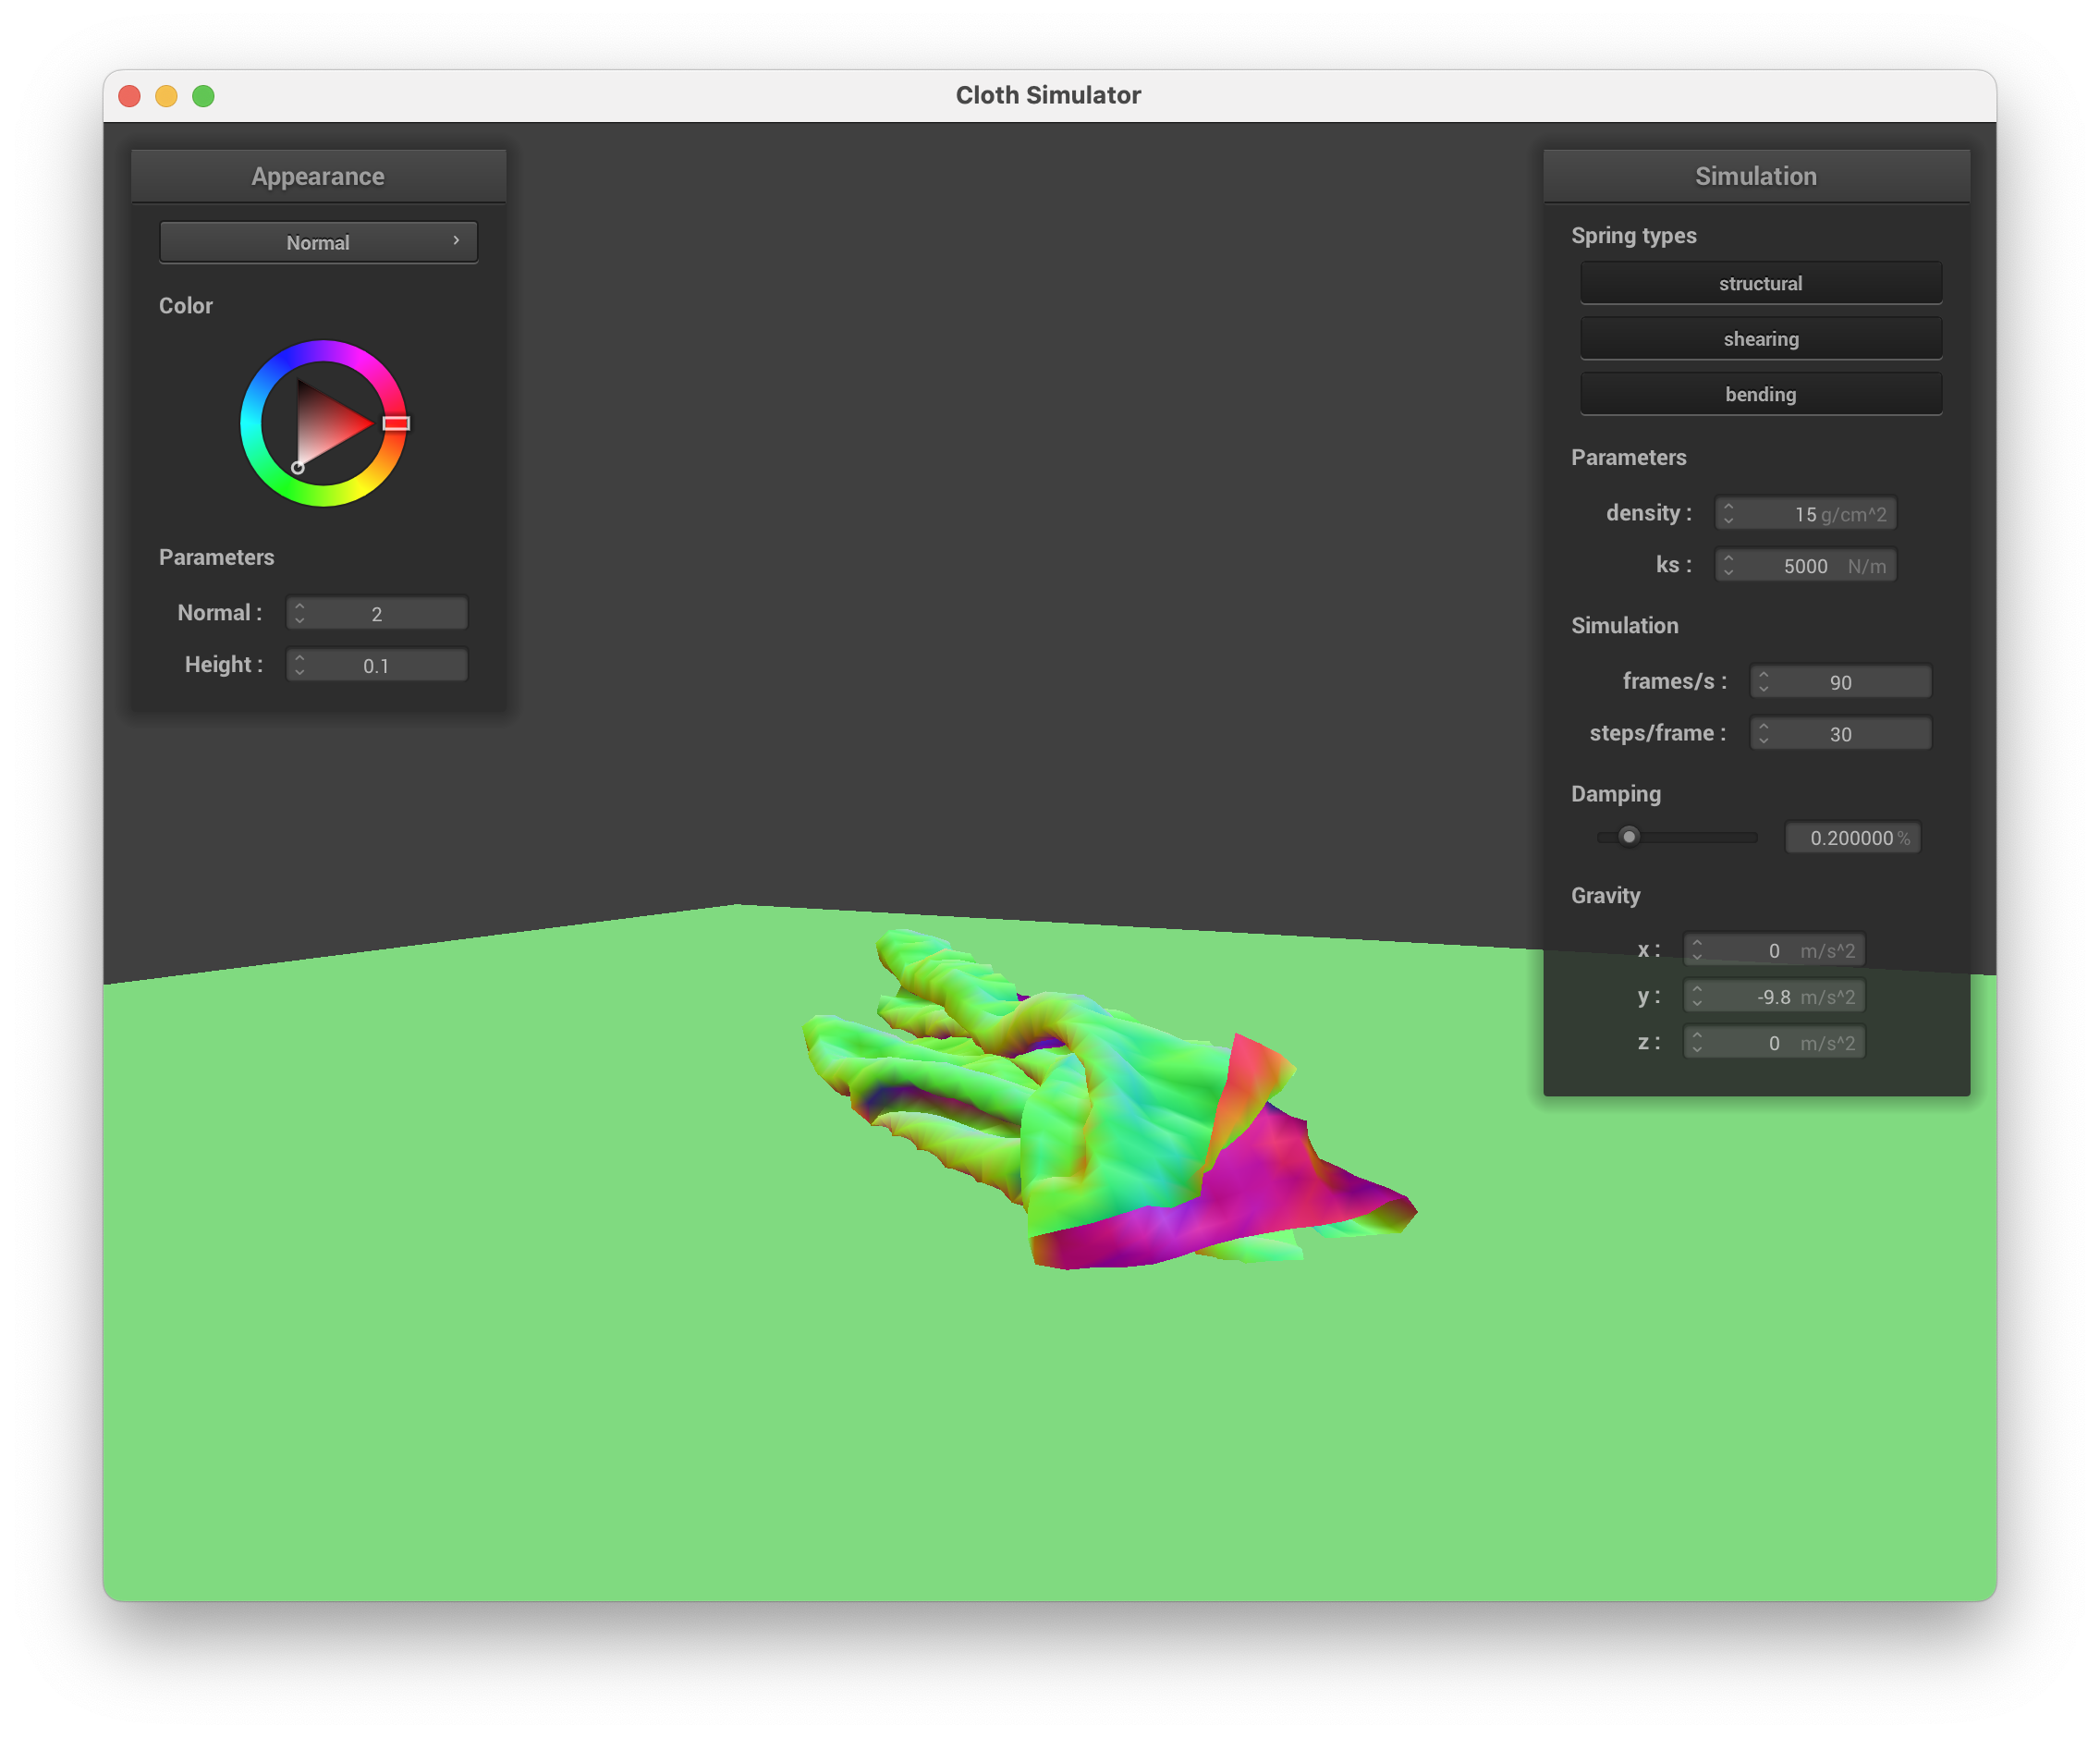 Cloth Simulator
Appearance
Normal
Color
Parameters
Normal : 2
Height : 0.1
Simulation
Spring types
structural
shearing
bending
Parameters
density : 15 g/cm^2
ks : 5000 N/m
Simulation
frames/s : 90
steps/frame : 30
Damping
0.200000 %
Gravity
x : 0 m/s^2
y : -9.8 m/s^2
z : 0 m/s^2